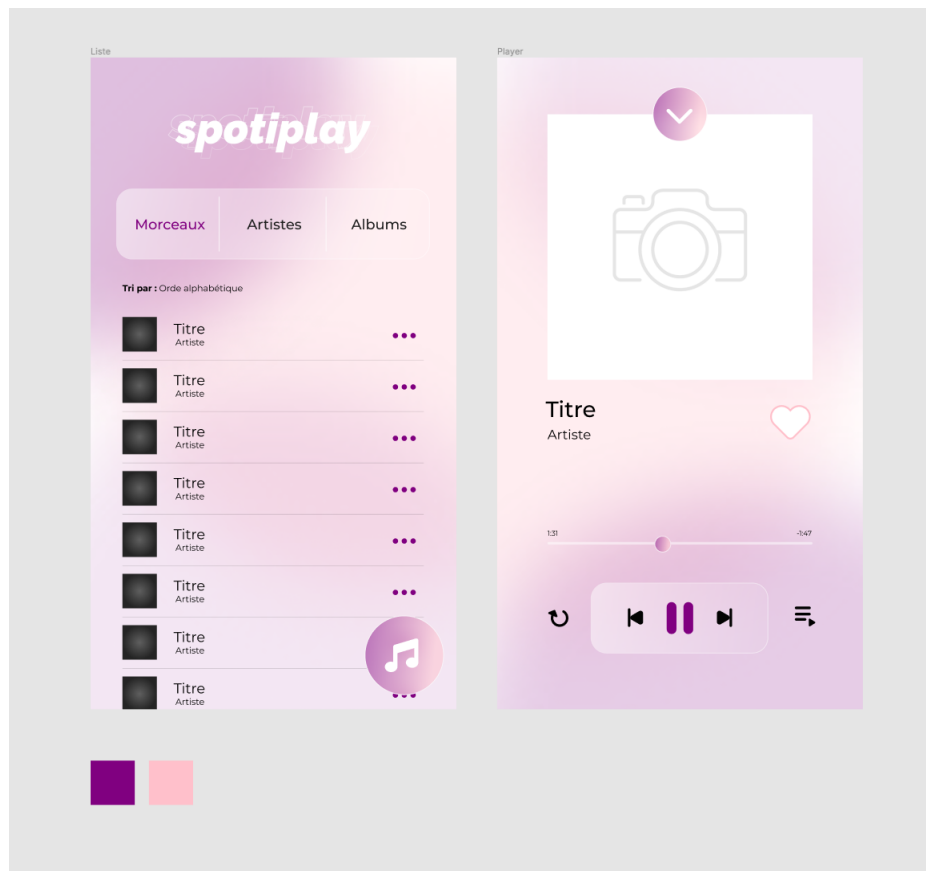 Liste
spotiplay
Morceaux Artistes Albums
Tri par : Orde alphabétique
Titre
Artiste
Titre
Artiste
Titre
Artiste
Titre
Artiste
Titre
Artiste
Titre
Artiste
Titre
Artiste
Titre
Artiste
Player
Titre
Artiste
1:31 -1:47